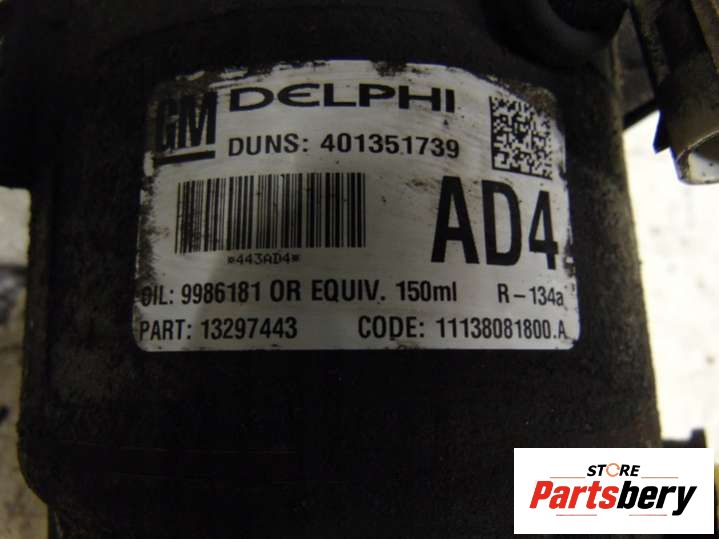 GM DELPHI
DUNS: 401351739
AD4
*443AD4*
OIL: 9986181 OR EQUIV. 150ml R-134a
PART: 13297443 CODE: 11138081800.A
STORE
Partsbery